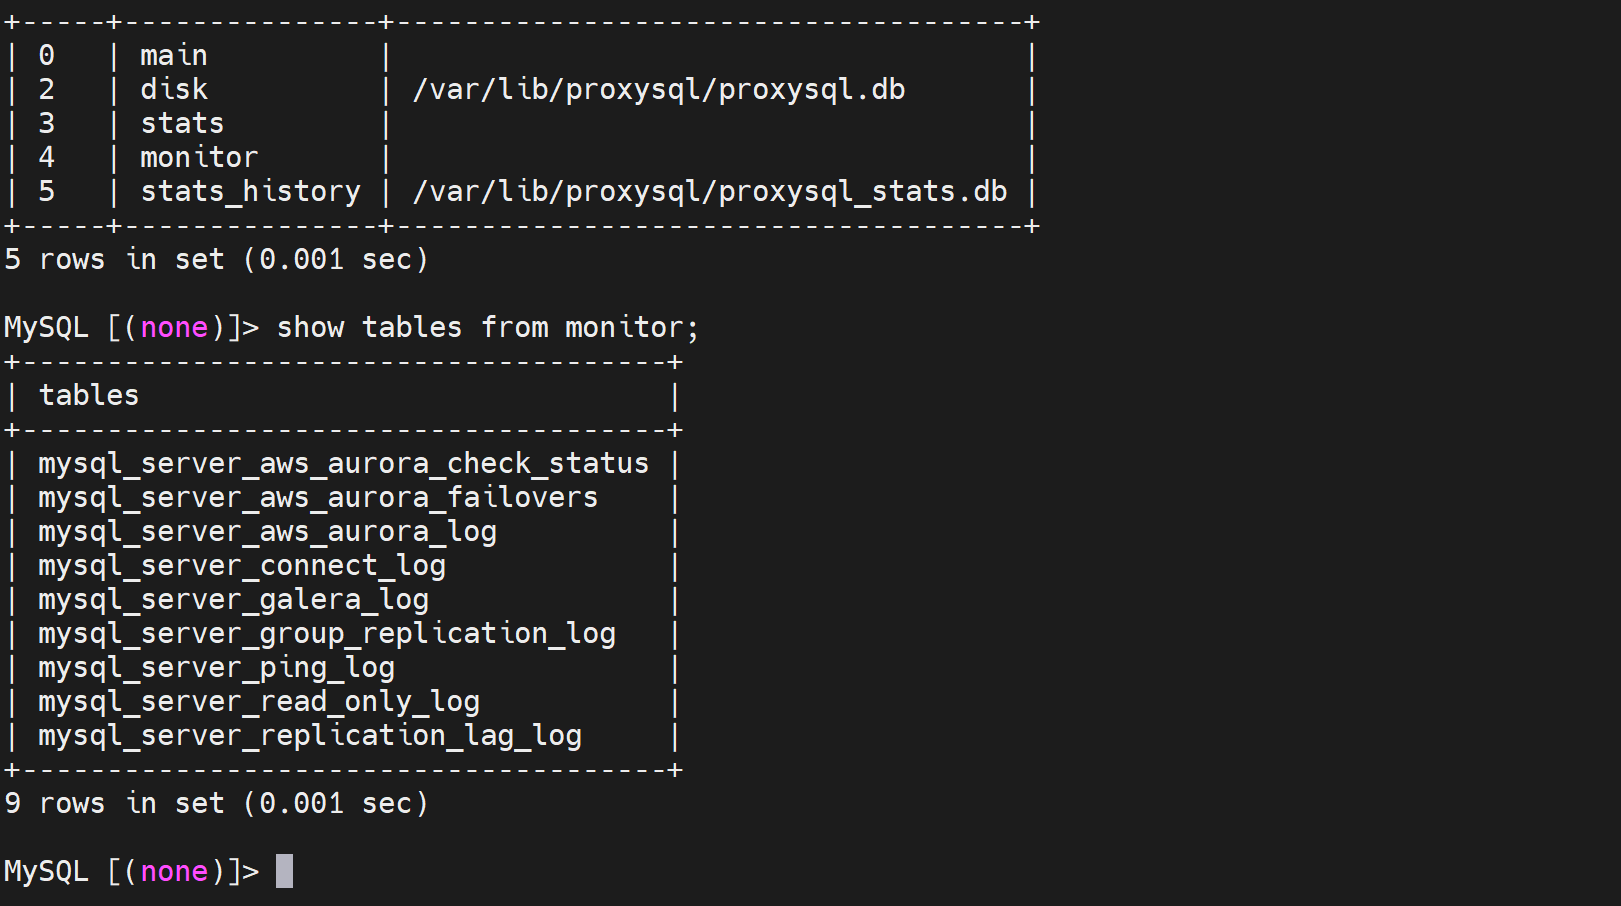 +-----+---------------+-------------------------------------+
| 0   | main          |                                     |
| 2   | disk          | /var/lib/proxysql/proxysql.db       |
| 3   | stats         |                                     |
| 4   | monitor       |                                     |
| 5   | stats_history | /var/lib/proxysql/proxysql_stats.db |
+-----+---------------+-------------------------------------+
5 rows in set (0.001 sec)

MySQL [(none)]> show tables from monitor;
+--------------------------------------+
| tables                               |
+--------------------------------------+
| mysql_server_aws_aurora_check_status |
| mysql_server_aws_aurora_failovers    |
| mysql_server_aws_aurora_log          |
| mysql_server_connect_log             |
| mysql_server_galera_log              |
| mysql_server_group_replication_log   |
| mysql_server_ping_log                |
| mysql_server_read_only_log           |
| mysql_server_replication_lag_log     |
+--------------------------------------+
9 rows in set (0.001 sec)

MySQL [(none)]>